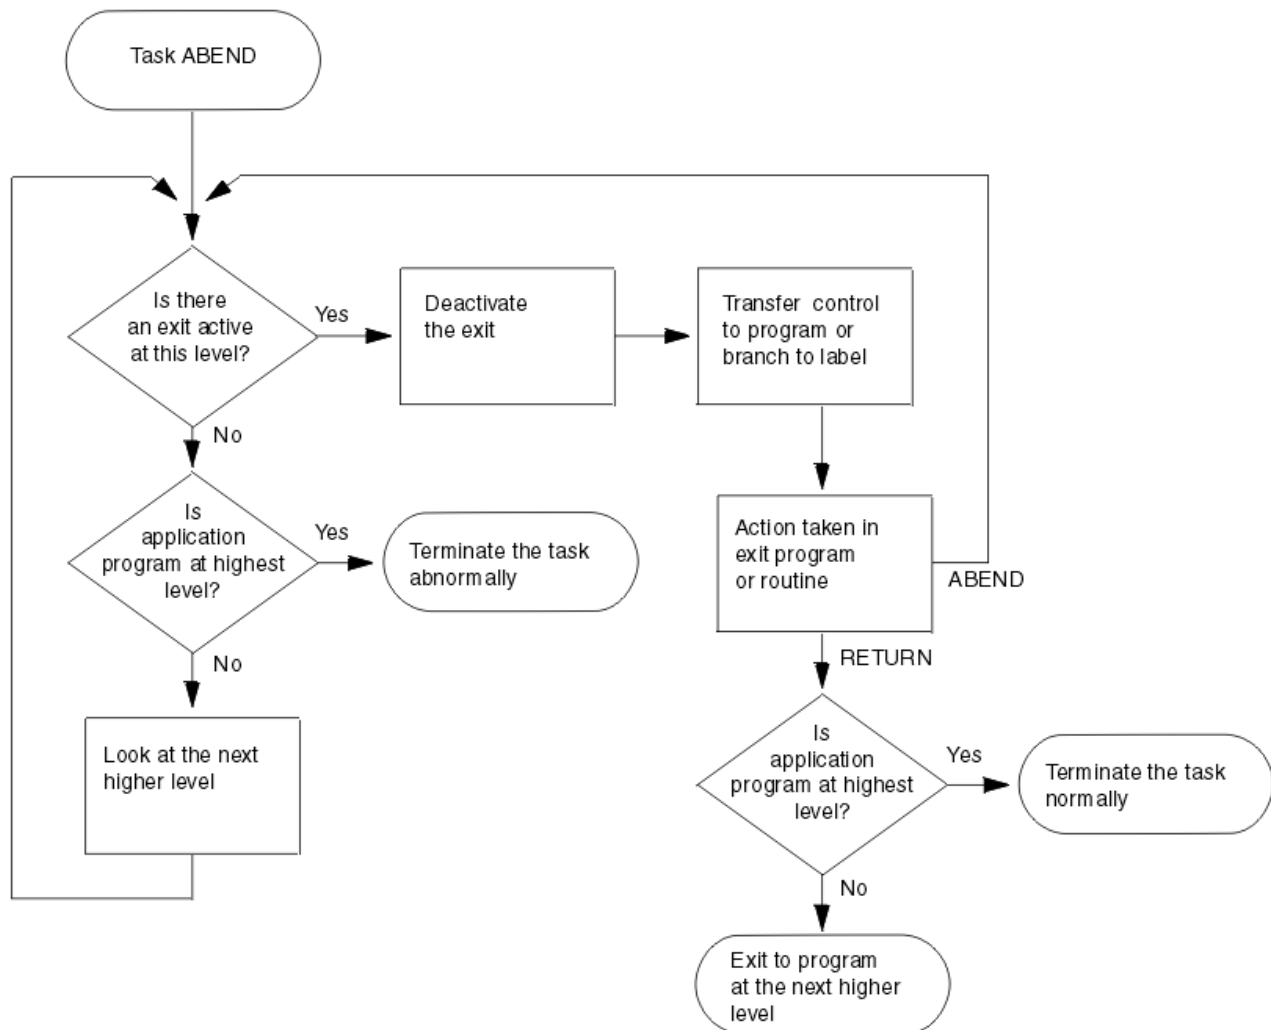 Task ABEND
Is there
an exit active
at this level?
Yes
Deactivate
the exit
Transfer control
to program or
branch to label
No
Is
application
program at highest
level?
Yes
Terminate the task
abnormally
Action taken in
exit program
or routine
ABEND
No
RETURN
Look at the next
higher level
Is
application
program at highest
level?
Yes
Terminate the task
normally
No
Exit to program
at the next higher
level